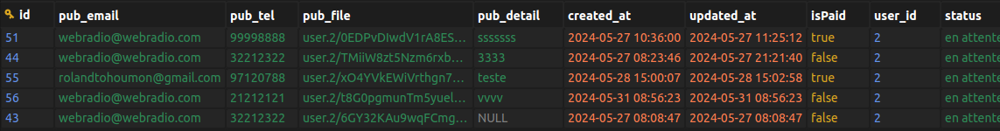 id pub_email pub_tel pub_file pub_detail created_at updated_at isPaid user_id status
51 webradio@webradio.com 99998888 user.2/0EDPvDIwdV1rA8ES... sssssss 2024-05-27 10:36:00 2024-05-27 11:25:12 true 2 en attente
44 webradio@webradio.com 32212322 user.2/TMiiW8zt5Nzm6rxb... 3333 2024-05-27 08:23:46 2024-05-27 21:21:40 false 2 en attente
55 rolandtohoumon@gmail.com 97120788 user.2/xO4YVkEWiVrthgn7... teste 2024-05-28 15:00:07 2024-05-28 15:02:58 true 2 en attente
56 webradio@webradio.com 21212121 user.2/t8G0pgmunTm5yuel... vvvv 2024-05-31 08:56:23 2024-05-31 08:56:23 false 2 en attente
43 webradio@webradio.com 32212322 user.2/6GY32KAu9wqFCmg... NULL 2024-05-27 08:08:47 2024-05-27 08:08:47 false 2 en attente